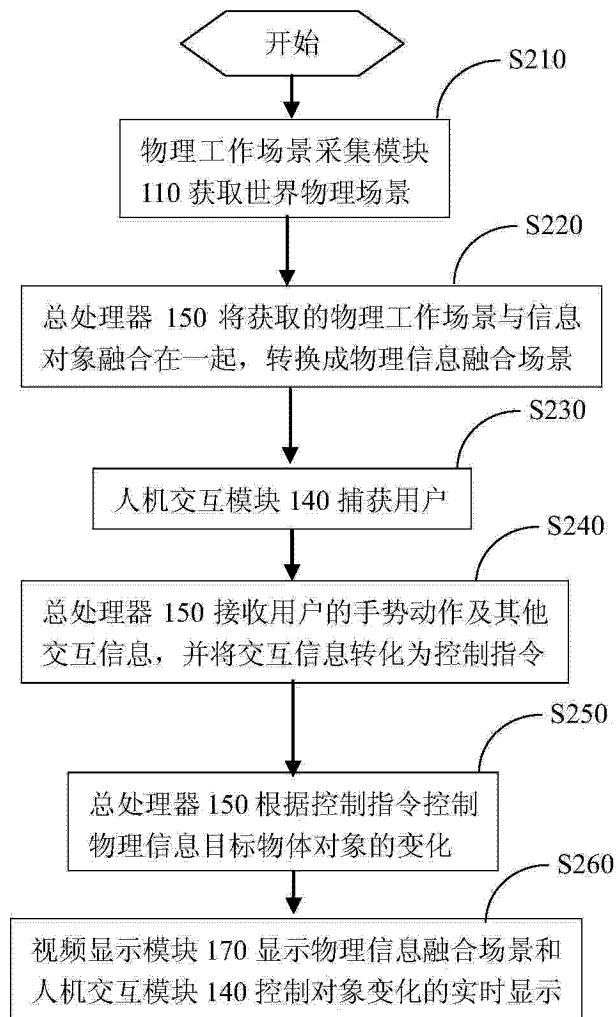 开始
S210
物理工作场景采集模块
110 获取世界物理场景
S220
总处理器 150 将获取的物理工作场景与信息
对象融合在一起，转换成物理信息融合场景
S230
人机交互模块 140 捕获用户
S240
总处理器 150 接收用户的手势动作及其他
交互信息，并将交互信息转化为控制指令
S250
总处理器 150 根据控制指令控制
物理信息目标物体对象的变化
S260
视频显示模块 170 显示物理信息融合场景和
人机交互模块 140 控制对象变化的实时显示